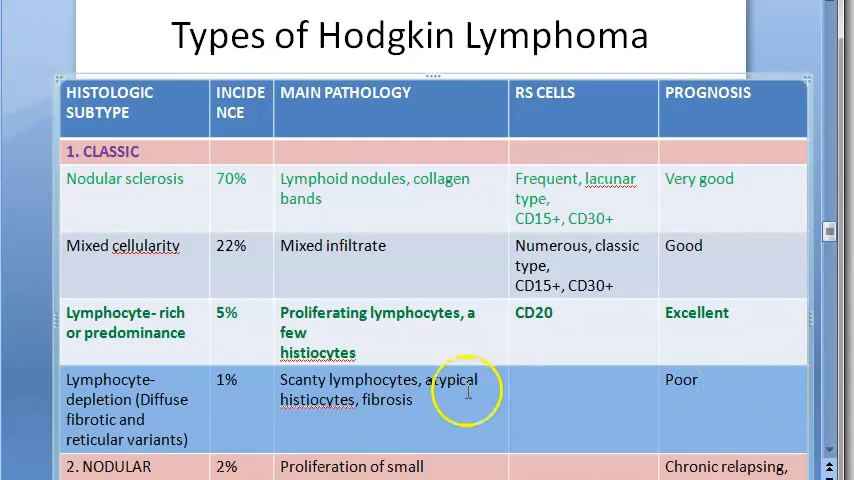 Types of Hodgkin Lymphoma
HISTOLOGIC SUBTYPE INCIDE NCE MAIN PATHOLOGY RS CELLS PROGNOSIS
1. CLASSIC
Nodular sclerosis 70% Lymphoid nodules, collagen bands Frequent, lacunar type, CD15+, CD30+ Very good
Mixed cellularity 22% Mixed infiltrate Numerous, classic type, CD15+, CD30+ Good
Lymphocyte- rich or predominance 5% Proliferating lymphocytes, a few histiocytes CD20 Excellent
Lymphocyte- depletion (Diffuse fibrotic and reticular variants) 1% Scanty lymphocytes, atypical histiocytes, fibrosis Poor
2. NODULAR 2% Proliferation of small Chronic relapsing,